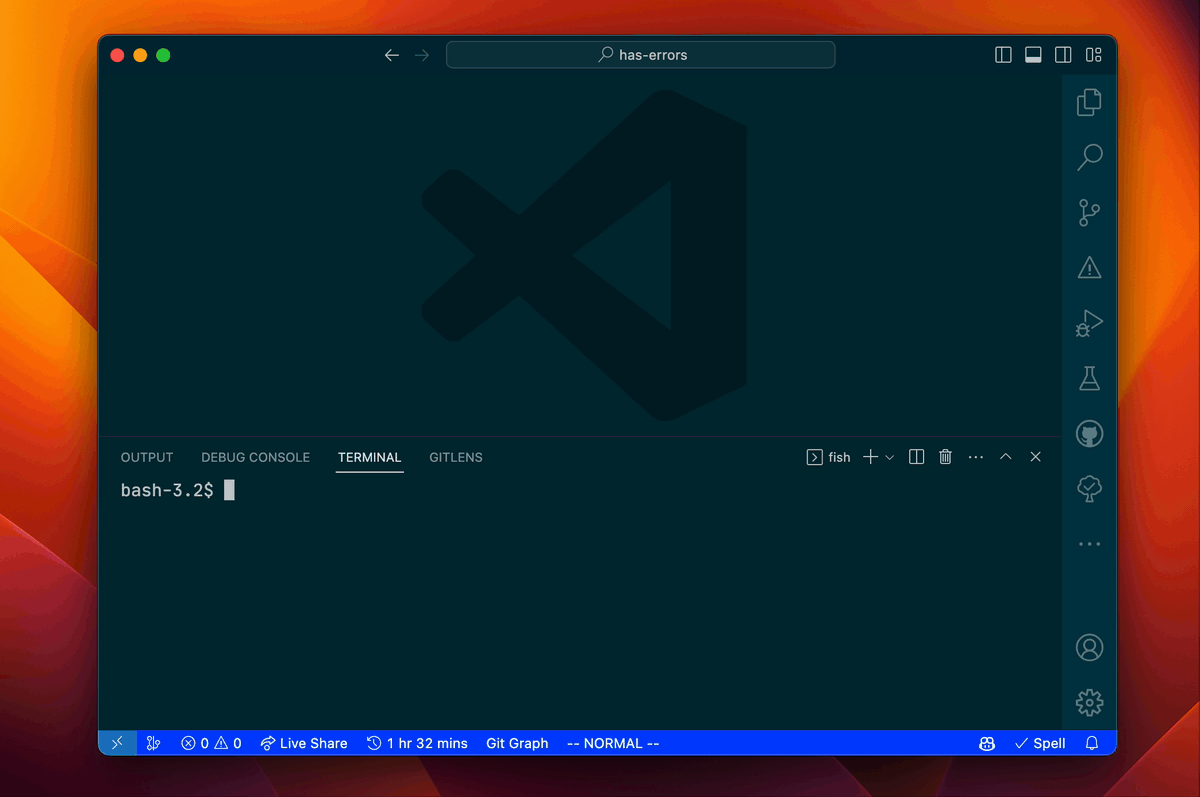 has-errors
OUTPUT DEBUG CONSOLE TERMINAL GITLENS fish
bash-3.2$
0 0 Live Share 1 hr 32 mins Git Graph -- NORMAL -- Spell